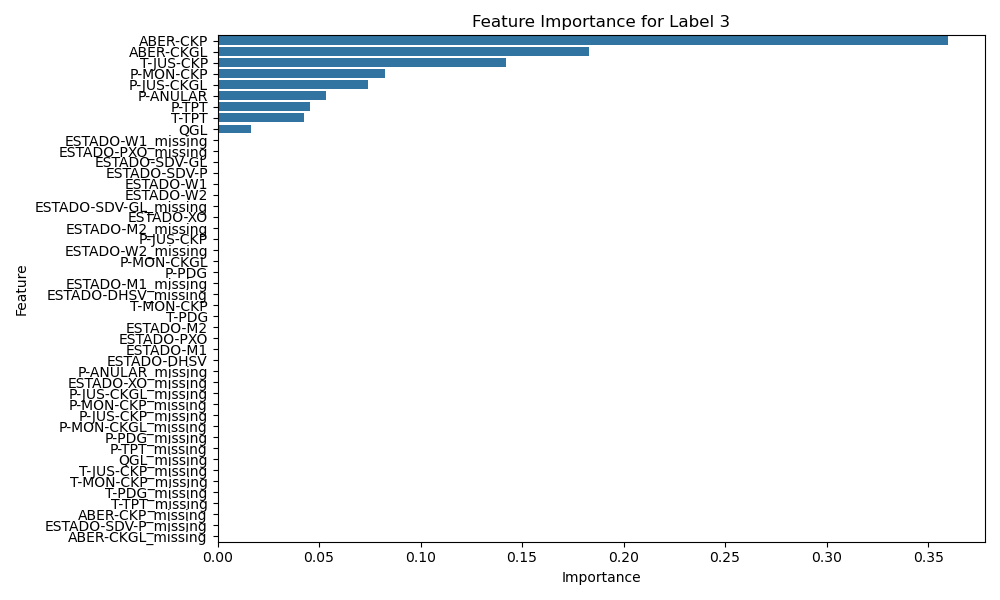 Feature Importance for Label 3
Feature
ABER-CKP
ABER-CKGL
T-JUS-CKP
P-MON-CKP
P-JUS-CKGL
P-ANULAR
P-TPT
T-TPT
QGL
ESTADO-W1_missing
ESTADO-PXO_missing
ESTADO-SDV-GL
ESTADO-SDV-P
ESTADO-W1
ESTADO-W2
ESTADO-SDV-GL_missing
ESTADO-XO
ESTADO-M2_missing
P-JUS-CKP
ESTADO-W2_missing
P-MON-CKGL
P-PDG
ESTADO-M1_missing
ESTADO-DHSV_missing
T-MON-CKP
T-PDG
ESTADO-M2
ESTADO-PXO
ESTADO-M1
ESTADO-DHSV
P-ANULAR_missing
ESTADO-XO_missing
P-JUS-CKGL_missing
P-MON-CKP_missing
P-JUS-CKP_missing
P-MON-CKGL_missing
P-PDG_missing
P-TPT_missing
QGL_missing
T-JUS-CKP_missing
T-MON-CKP_missing
T-PDG_missing
T-TPT_missing
ABER-CKP_missing
ESTADO-SDV-P_missing
ABER-CKGL_missing
0.00 0.05 0.10 0.15 0.20 0.25 0.30 0.35
Importance